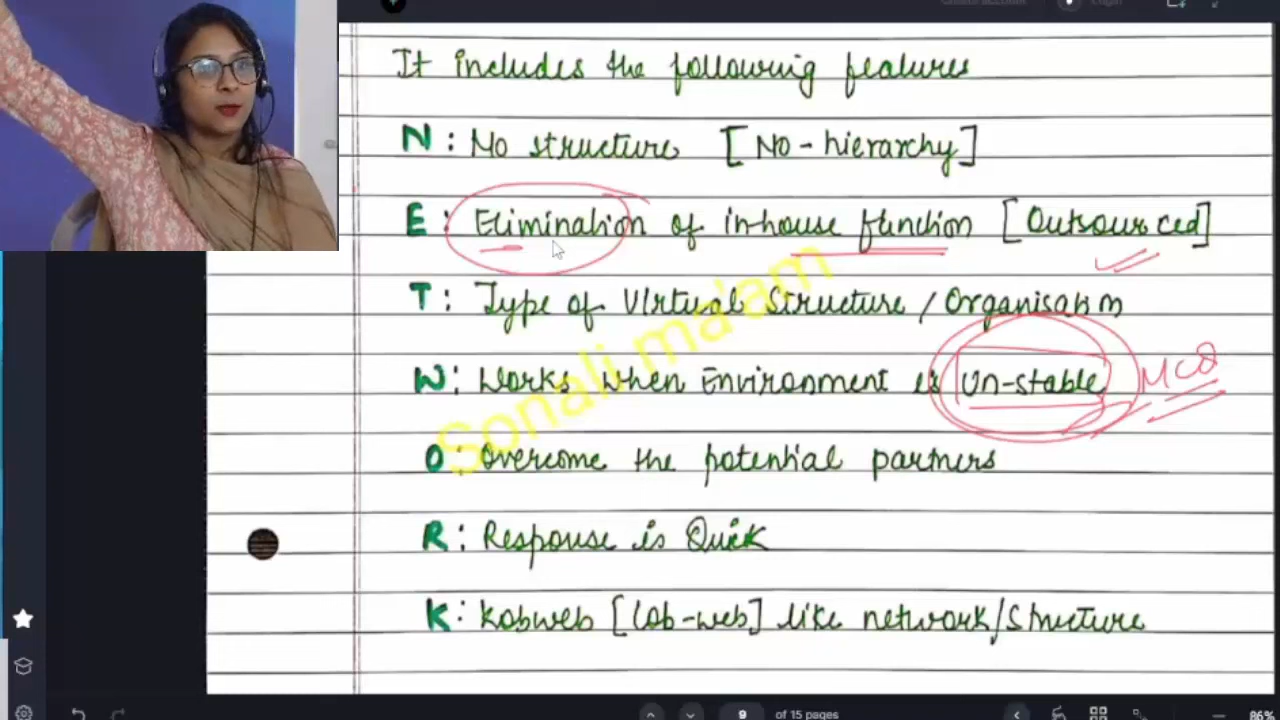 It includes the following features
N: No structure [No-hierarchy]
E: Elimination of in-house function [Outsourced]
T: Type of Virtual Structure / Organisation
W: Works when Environment is Un-stable MCQ
O: Overcome the potential partners
R: Response is Quick
K: Kobweb [Cob-web] like network/Structure
Sonali ma'am
9 of 15 pages
86%